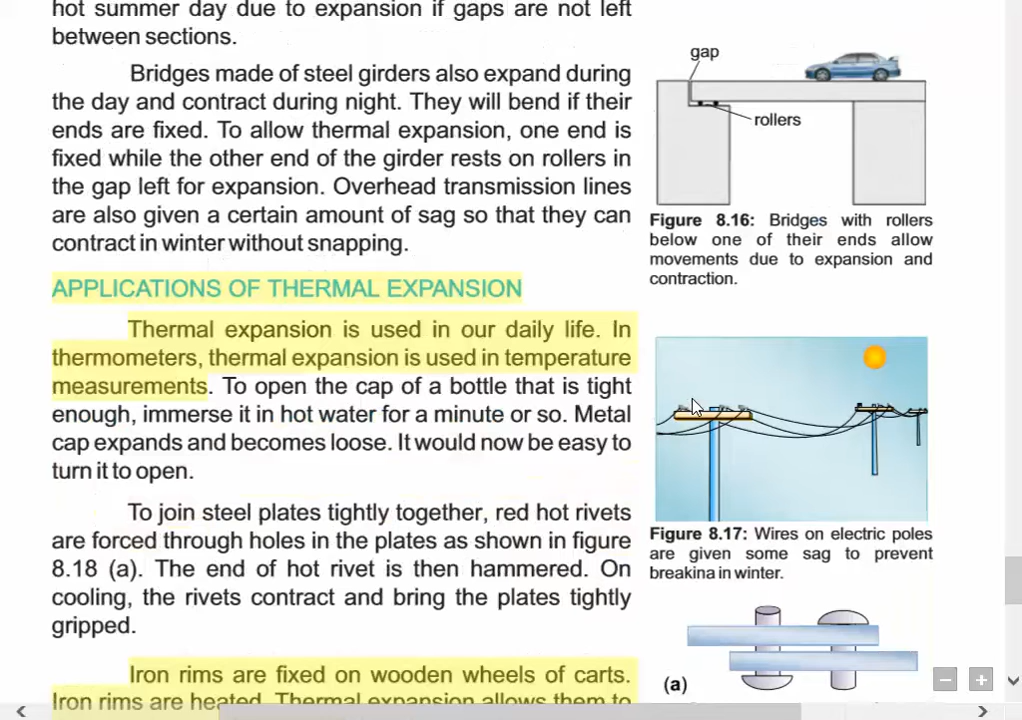 hot summer day due to expansion if gaps are not left
between sections.
Bridges made of steel girders also expand during
the day and contract during night. They will bend if their
ends are fixed. To allow thermal expansion, one end is
fixed while the other end of the girder rests on rollers in
the gap left for expansion. Overhead transmission lines
are also given a certain amount of sag so that they can
contract in winter without snapping.
APPLICATIONS OF THERMAL EXPANSION
Thermal expansion is used in our daily life. In
thermometers, thermal expansion is used in temperature
measurements. To open the cap of a bottle that is tight
enough, immerse it in hot water for a minute or so. Metal
cap expands and becomes loose. It would now be easy to
turn it to open.
To join steel plates tightly together, red hot rivets
are forced through holes in the plates as shown in figure
8.18 (a). The end of hot rivet is then hammered. On
cooling, the rivets contract and bring the plates tightly
gripped.
Iron rims are fixed on wooden wheels of carts.
Iron rims are heated. Thermal expansion allows them to
gap
rollers
Figure 8.16: Bridges with rollers
below one of their ends allow
movements due to expansion and
contraction.
Figure 8.17: Wires on electric poles
are given some sag to prevent
breakina in winter.
(a)